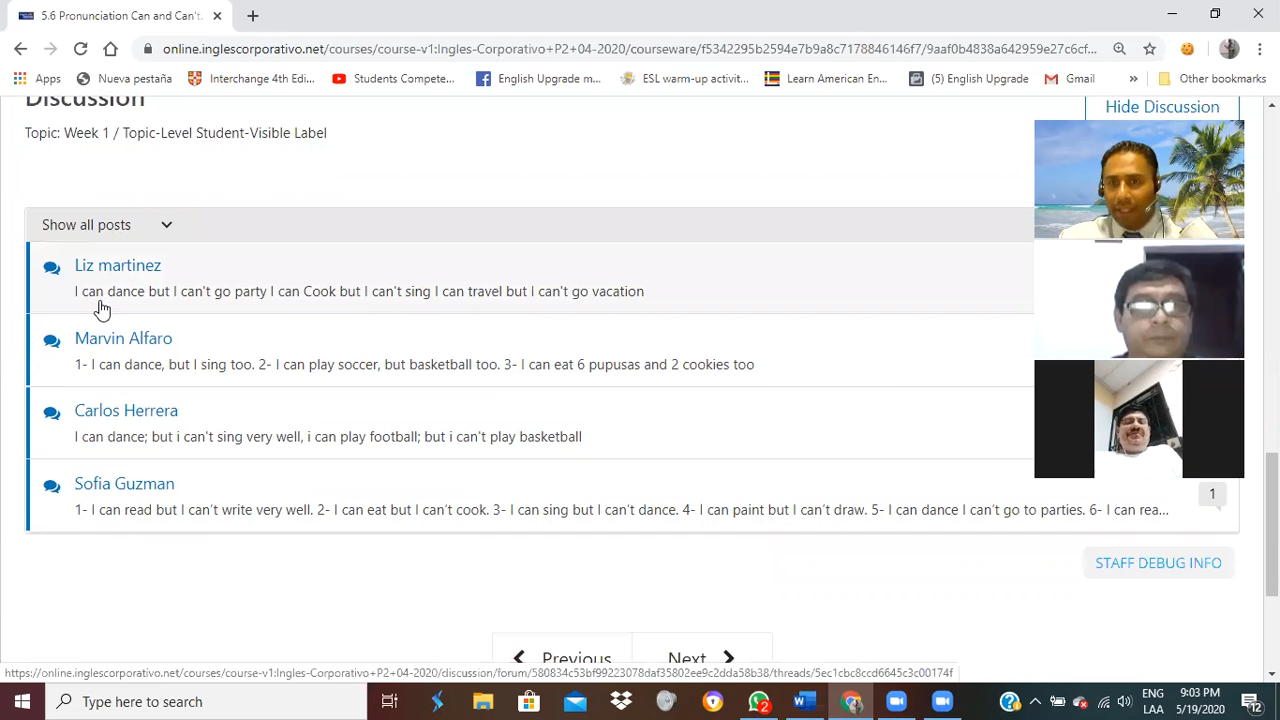 5.6 Pronunciation Can and Can't.
online.inglescorporativo.net/courses/course-v1:Ingles-Corporativo+P2+04-2020/courseware/f5342295b2594e7b9a8c7178846146f7/9aaf0b4838a642959e27c6cf...
Apps Nueva pestaña Interchange 4th Edi... Students Compete... English Upgrade m... ESL warm-up activit... Learn American En... (5) English Upgrade Gmail » Other bookmarks
Discussion
Hide Discussion
Topic: Week 1 / Topic-Level Student-Visible Label
Show all posts
Liz martinez
I can dance but I can't go party I can Cook but I can't sing I can travel but I can't go vacation
Marvin Alfaro
1- I can dance, but I sing too. 2- I can play soccer, but basketball too. 3- I can eat 6 pupusas and 2 cookies too
Carlos Herrera
I can dance; but i can't sing very well, i can play football; but i can't play basketball
Sofia Guzman
1
1- I can read but I can't write very well. 2- I can eat but I can't cook. 3- I can sing but I can't dance. 4- I can paint but I can't draw. 5- I can dance I can't go to parties. 6- I can rea...
STAFF DEBUG INFO
Previous Next
https://online.inglescorporativo.net/courses/course-v1:Ingles-Corporativo+P2+04-2020/discussion/forum/580834c53bf99223078daf35802ee9c2dda58b38/threads/5ec1cbc8ccd6645c3c00174f
Type here to search
2
ENG
LAA
9:03 PM
5/19/2020
12